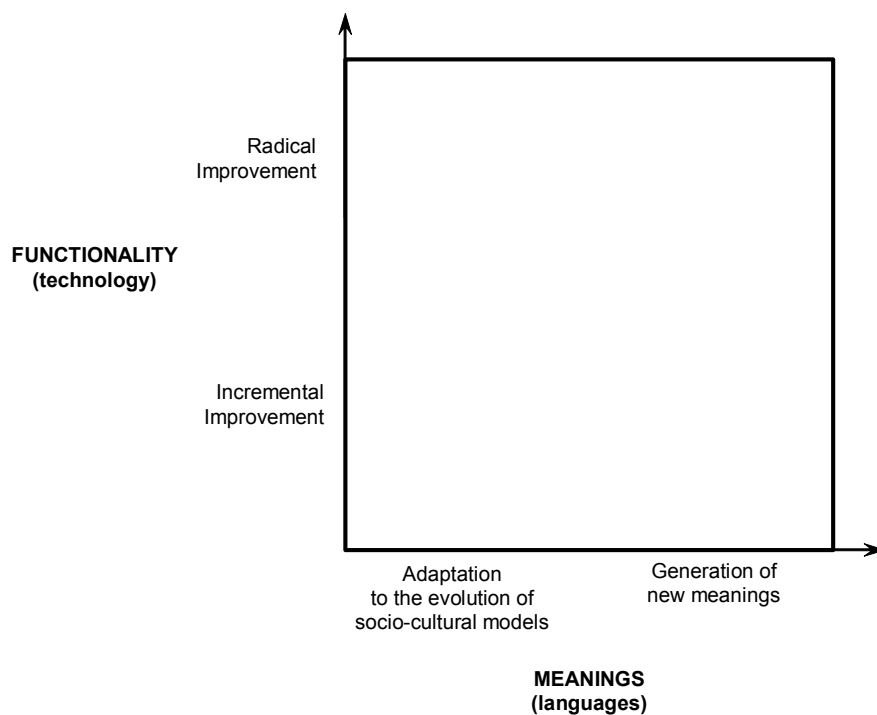 Radical
Improvement
FUNCTIONALITY
(technology)
Incremental
Improvement
Adaptation
to the evolution of
socio-cultural models
Generation of
new meanings
MEANINGS
(languages)